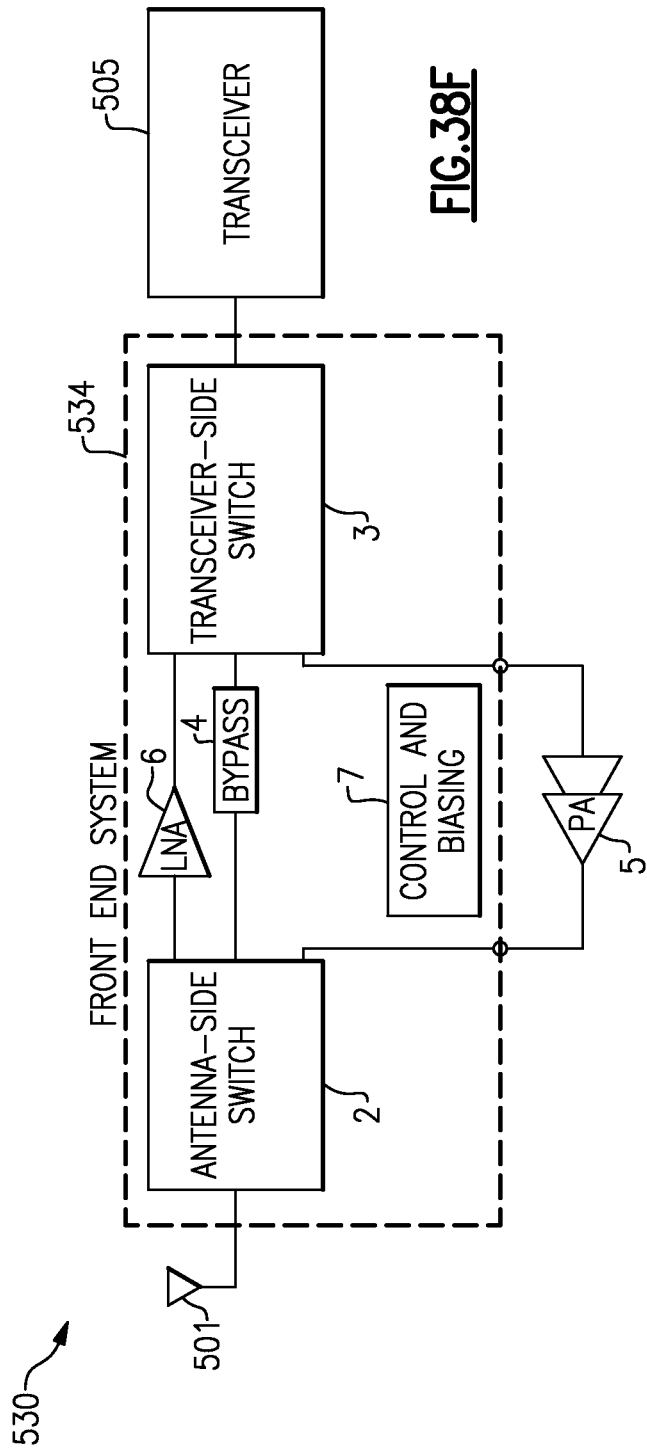 530
FRONT END SYSTEM
534
501
ANTENNA-SIDE
SWITCH
2
LNA
6
BYPASS
4
TRANSCEIVER-SIDE
SWITCH
3
CONTROL AND
BIASING
7
PA
5
TRANSCEIVER
505
FIG.38F